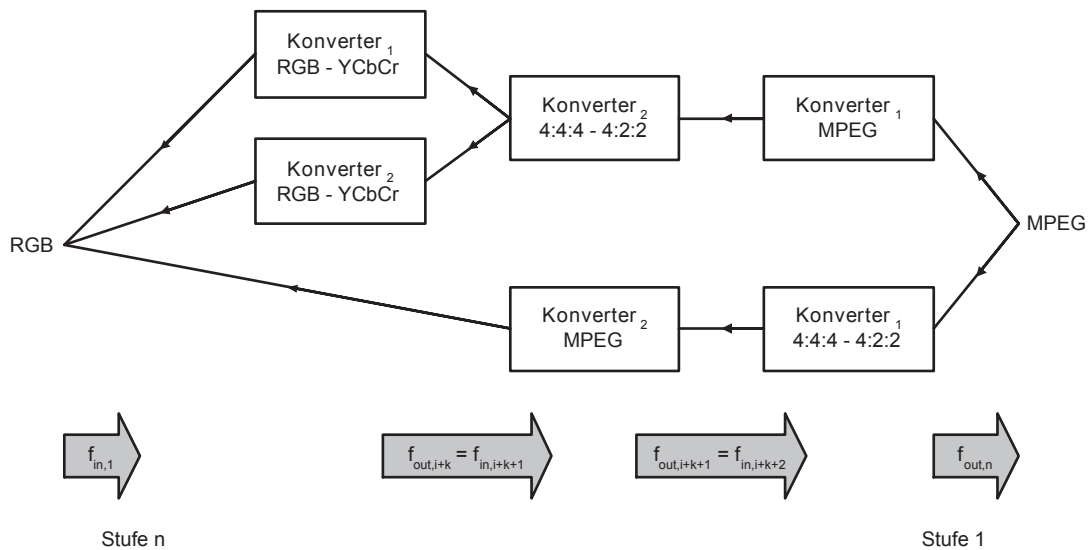 Konverter 1
RGB - YCbCr
Konverter 2
4:4:4 - 4:2:2
Konverter 1
MPEG
Konverter 2
RGB - YCbCr
RGB
MPEG
Konverter 2
MPEG
Konverter 1
4:4:4 - 4:2:2
f in,1
f out,i+k = f in,i+k+1
f out,i+k+1 = f in,i+k+2
f out,n
Stufe n
Stufe 1